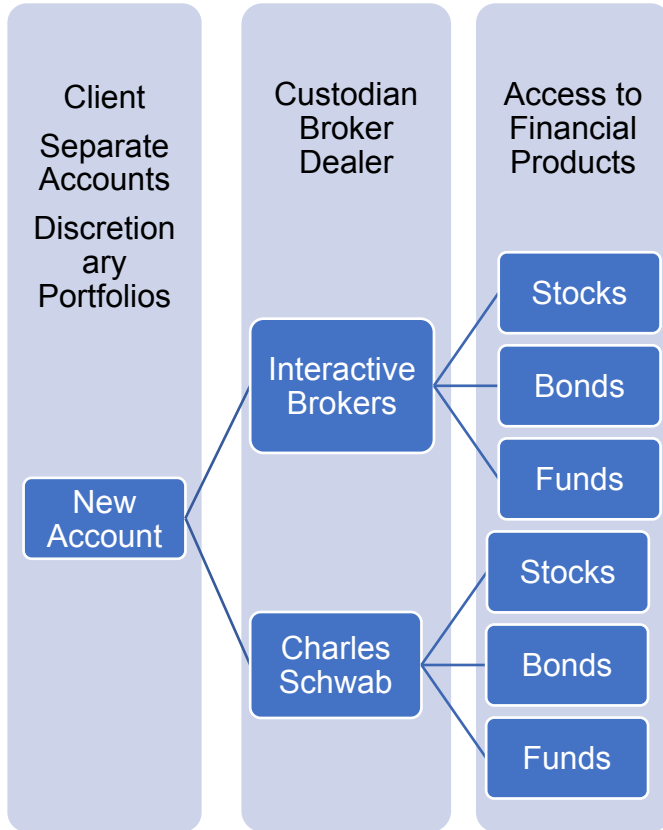 Client
Separate
Accounts
Discretion
ary
Portfolios
New
Account
Custodian
Broker
Dealer
Interactive
Brokers
Charles
Schwab
Access to
Financial
Products
Stocks
Bonds
Funds
Stocks
Bonds
Funds